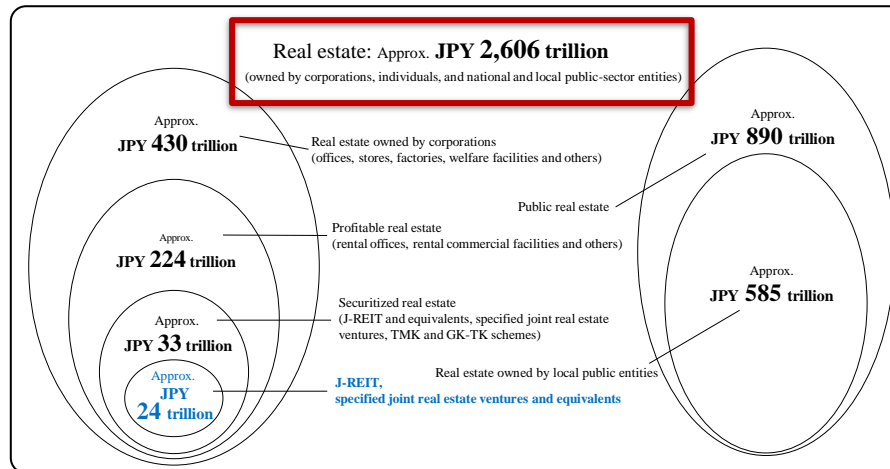 Real estate: Approx. JPY 2,606 trillion
(owned by corporations, individuals, and national and local public-sector entities)
Approx.
JPY 430 trillion
Real estate owned by corporations
(offices, stores, factories, welfare facilities and others)
Approx.
JPY 224 trillion
Profitable real estate
(rental offices, rental commercial facilities and others)
Approx.
JPY 33 trillion
Securitized real estate
(J-REIT and equivalents, specified joint real estate
ventures, TMK and GK-TK schemes)
Approx.
JPY
24 trillion
J-REIT,
specified joint real estate ventures and equivalents
Approx.
JPY 890 trillion
Public real estate
Approx.
JPY 585 trillion
Real estate owned by local public entities